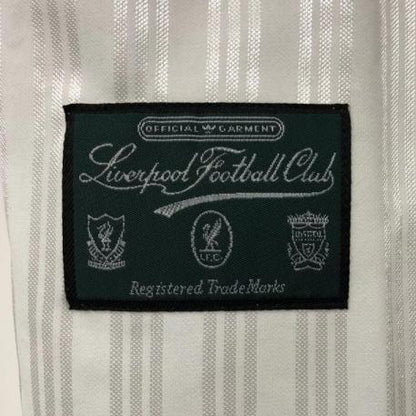 OFFICIAL GARMENT
Liverpool Football Club
L.F.C.
Registered Trade Marks